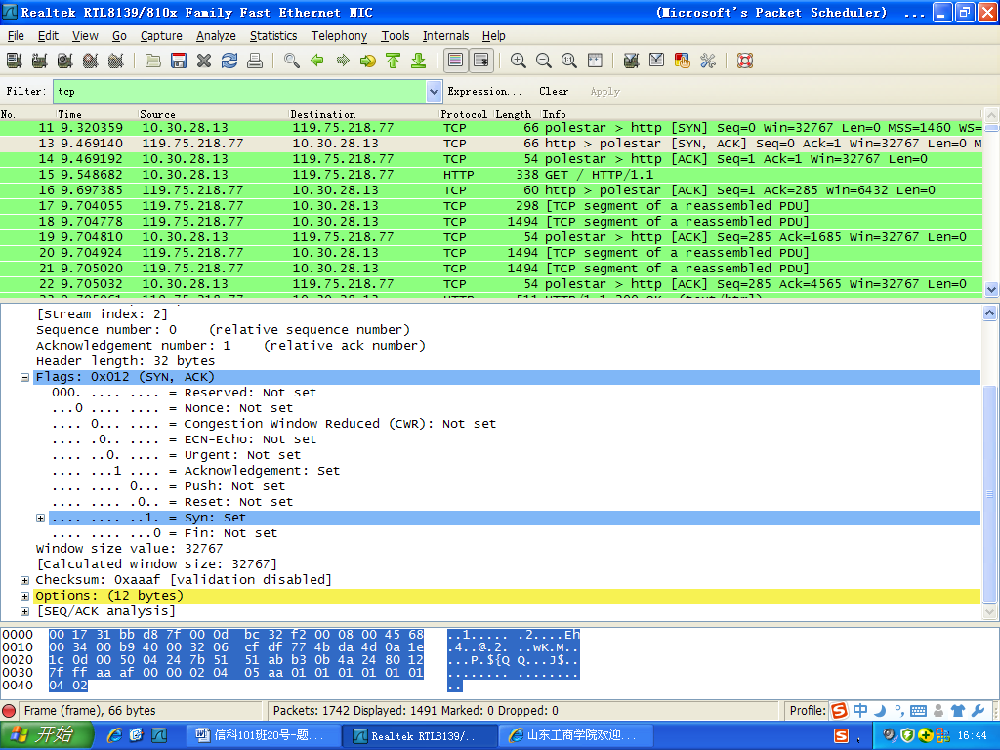 Realtek RTL8139/810x Family Fast Ethernet NIC (Microsoft's Packet Scheduler) ...
File Edit View Go Capture Analyze Statistics Telephony Tools Internals Help
Filter: tcp Expression... Clear Apply
No. Time Source Destination Protocol Length Info
11 9.320359 10.30.28.13 119.75.218.77 TCP 66 polestar > http [SYN] Seq=0 Win=32767 Len=0 MSS=1460 WS=
13 9.469140 119.75.218.77 10.30.28.13 TCP 66 http > polestar [SYN, ACK] Seq=0 Ack=1 Win=32767 Len=0 M
14 9.469192 10.30.28.13 119.75.218.77 TCP 54 polestar > http [ACK] Seq=1 Ack=1 Win=32767 Len=0
15 9.548682 10.30.28.13 119.75.218.77 HTTP 338 GET / HTTP/1.1
16 9.697385 119.75.218.77 10.30.28.13 TCP 60 http > polestar [ACK] Seq=1 Ack=285 Win=6432 Len=0
17 9.704055 119.75.218.77 10.30.28.13 TCP 298 [TCP segment of a reassembled PDU]
18 9.704778 119.75.218.77 10.30.28.13 TCP 1494 [TCP segment of a reassembled PDU]
19 9.704810 10.30.28.13 119.75.218.77 TCP 54 polestar > http [ACK] Seq=285 Ack=1685 Win=32767 Len=0
20 9.704924 119.75.218.77 10.30.28.13 TCP 1494 [TCP segment of a reassembled PDU]
21 9.705020 119.75.218.77 10.30.28.13 TCP 1494 [TCP segment of a reassembled PDU]
22 9.705032 10.30.28.13 119.75.218.77 TCP 54 polestar > http [ACK] Seq=285 Ack=4565 Win=32767 Len=0
[Stream index: 2]
Sequence number: 0 (relative sequence number)
Acknowledgement number: 1 (relative ack number)
Header length: 32 bytes
Flags: 0x012 (SYN, ACK)
000. .... .... = Reserved: Not set
...0 .... .... = Nonce: Not set
.... 0... .... = Congestion Window Reduced (CWR): Not set
.... .0.. .... = ECN-Echo: Not set
.... ..0. .... = Urgent: Not set
.... ...1 .... = Acknowledgement: Set
.... .... 0... = Push: Not set
.... .... .0.. = Reset: Not set
.... .... ..1. = Syn: Set
.... .... ...0 = Fin: Not set
Window size value: 32767
[Calculated window size: 32767]
Checksum: 0xaaaf [validation disabled]
Options: (12 bytes)
[SEQ/ACK analysis]
0000 00 17 31 bb d8 7f 00 0d bc 32 f2 00 08 00 45 68 ..1..... .2....Eh
0010 00 34 00 b9 40 00 32 06 cf df 77 4b da 4d 0a 1e .4..@.2. ..wK.M..
0020 1c 0d 00 50 04 24 7b 51 51 ab b3 0b 4a 24 80 12 ...P.${Q Q...J$..
0030 7f ff aa af 00 00 02 04 05 aa 01 01 01 01 01 01 ........ ........
0040 04 02 ..
Frame (frame), 66 bytes Packets: 1742 Displayed: 1491 Marked: 0 Dropped: 0 Profile: 中
开始 信科101班20号-题... Realtek RTL8139/... 山东工商学院欢迎... 16:44